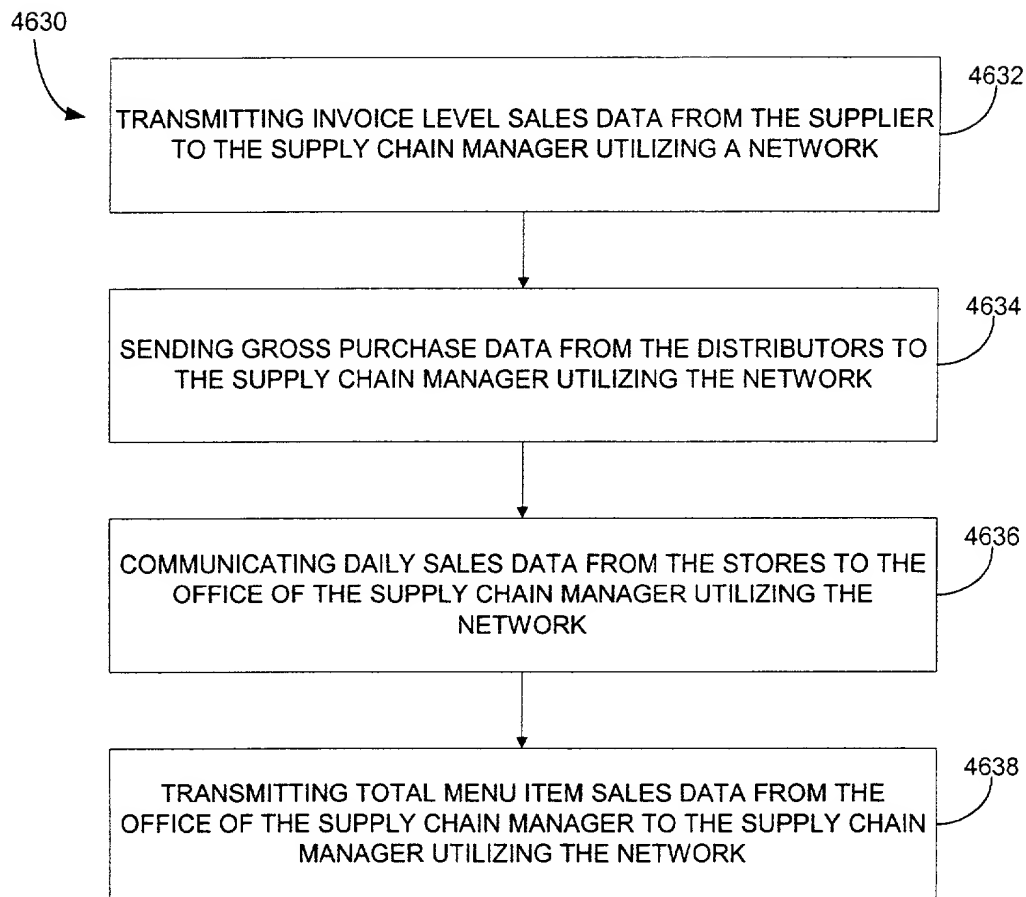 4630
4632
TRANSMITTING INVOICE LEVEL SALES DATA FROM THE SUPPLIER
TO THE SUPPLY CHAIN MANAGER UTILIZING A NETWORK
4634
SENDING GROSS PURCHASE DATA FROM THE DISTRIBUTORS TO
THE SUPPLY CHAIN MANAGER UTILIZING THE NETWORK
4636
COMMUNICATING DAILY SALES DATA FROM THE STORES TO THE
OFFICE OF THE SUPPLY CHAIN MANAGER UTILIZING THE
NETWORK
4638
TRANSMITTING TOTAL MENU ITEM SALES DATA FROM THE
OFFICE OF THE SUPPLY CHAIN MANAGER TO THE SUPPLY CHAIN
MANAGER UTILIZING THE NETWORK